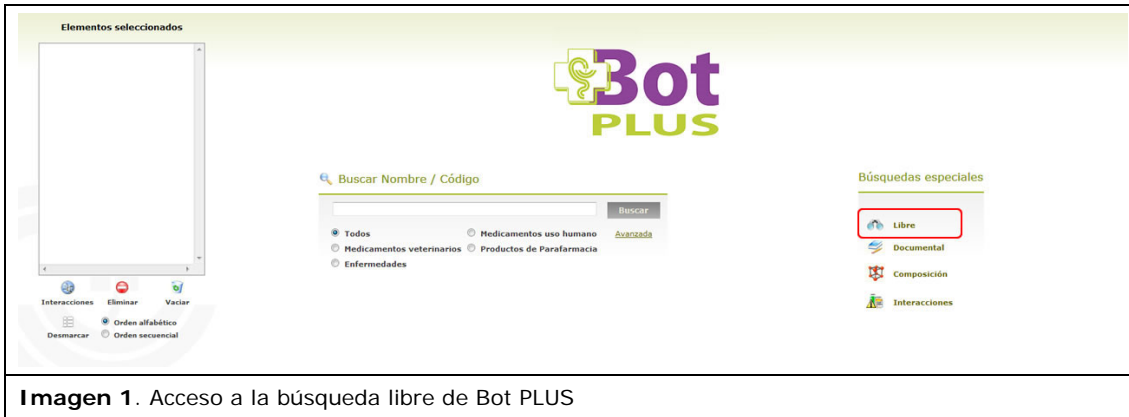 Elementos seleccionados
Bot
PLUS
Buscar Nombre / Código
Buscar
Todos
Medicamentos uso humano
Avanzada
Medicamentos veterinarios
Productos de Parafarmacia
Enfermedades
Búsquedas especiales
Libre
Documental
Composición
Interacciones
Interacciones
Eliminar
Vaciar
Desmarcar
Orden alfabético
Orden secuencial
Imagen 1. Acceso a la búsqueda libre de Bot PLUS